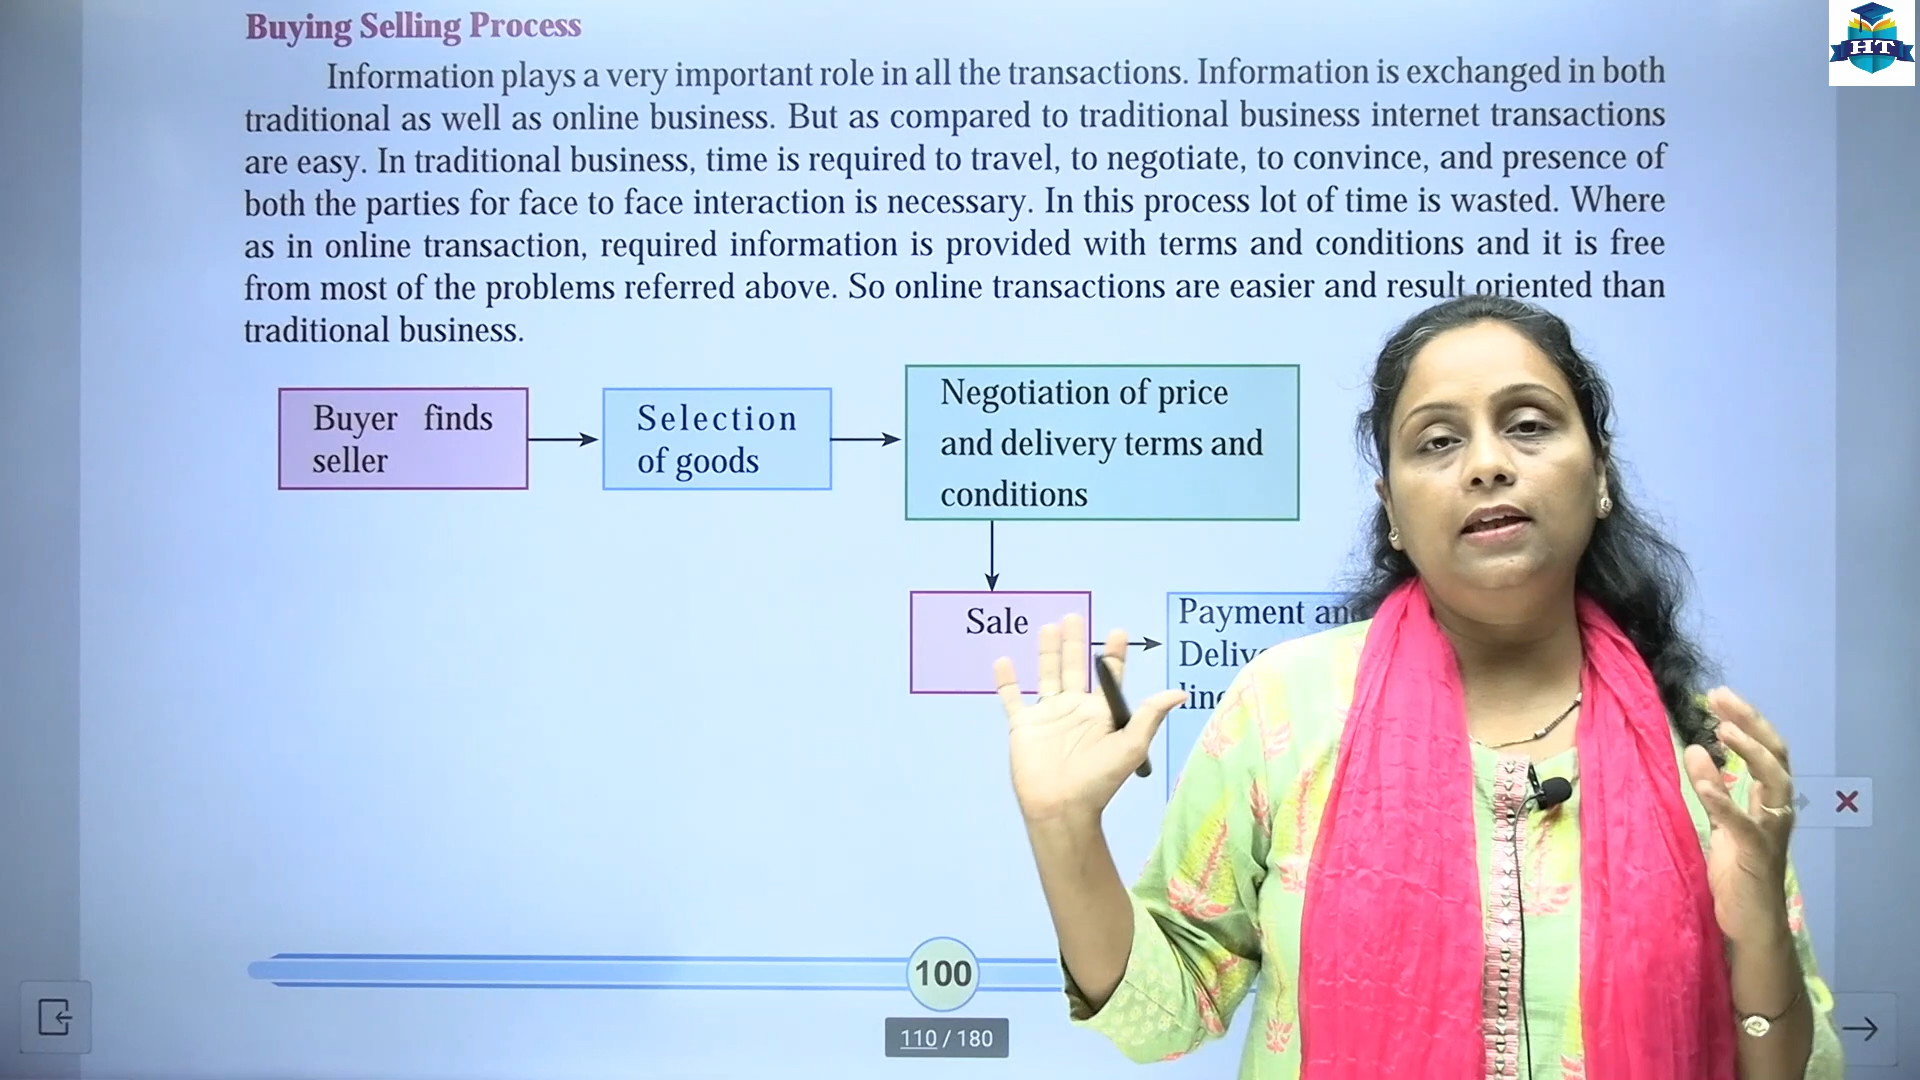 HT
Buying Selling Process
Information plays a very important role in all the transactions. Information is exchanged in both
traditional as well as online business. But as compared to traditional business internet transactions
are easy. In traditional business, time is required to travel, to negotiate, to convince, and presence of
both the parties for face to face interaction is necessary. In this process lot of time is wasted. Where
as in online transaction, required information is provided with terms and conditions and it is free
from most of the problems referred above. So online transactions are easier and result oriented than
traditional business.
Buyer finds
seller
Selection
of goods
Negotiation of price
and delivery terms and
conditions
Sale
Payment
100
110 / 180